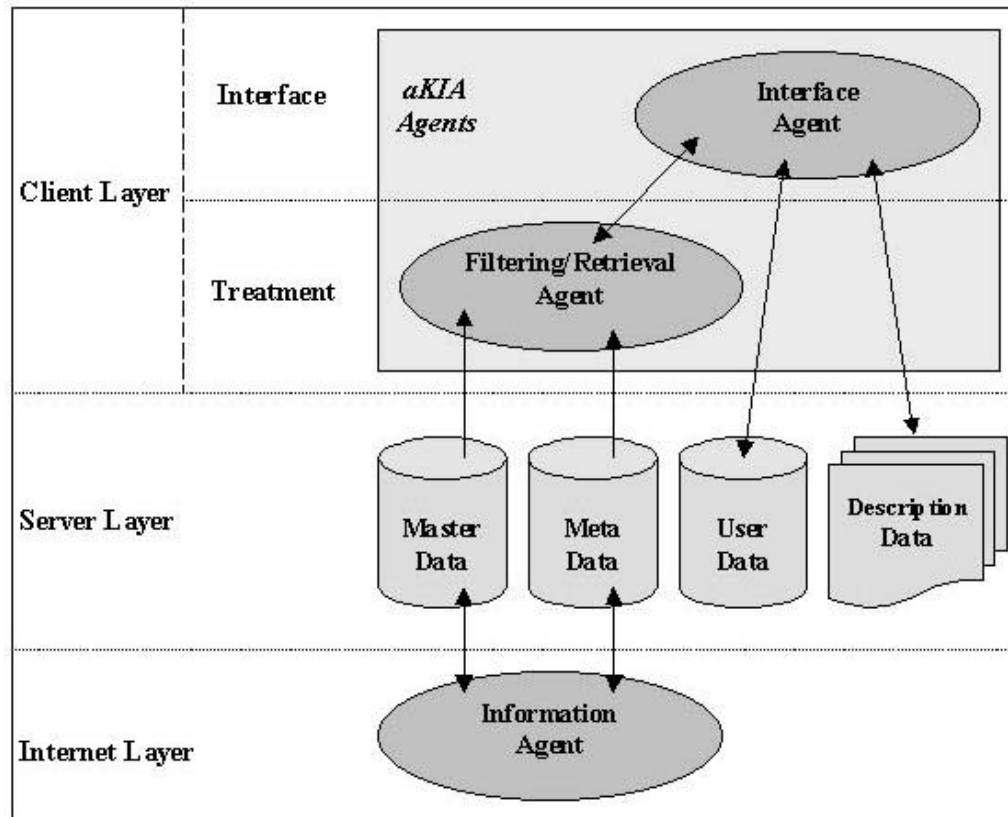 Interface
aKIA
Agents
Interface
Agent
Client Layer
Treatment
Filtering/Retrieval
Agent
Server Layer
Master
Data
Meta
Data
User
Data
Description
Data
Internet Layer
Information
Agent